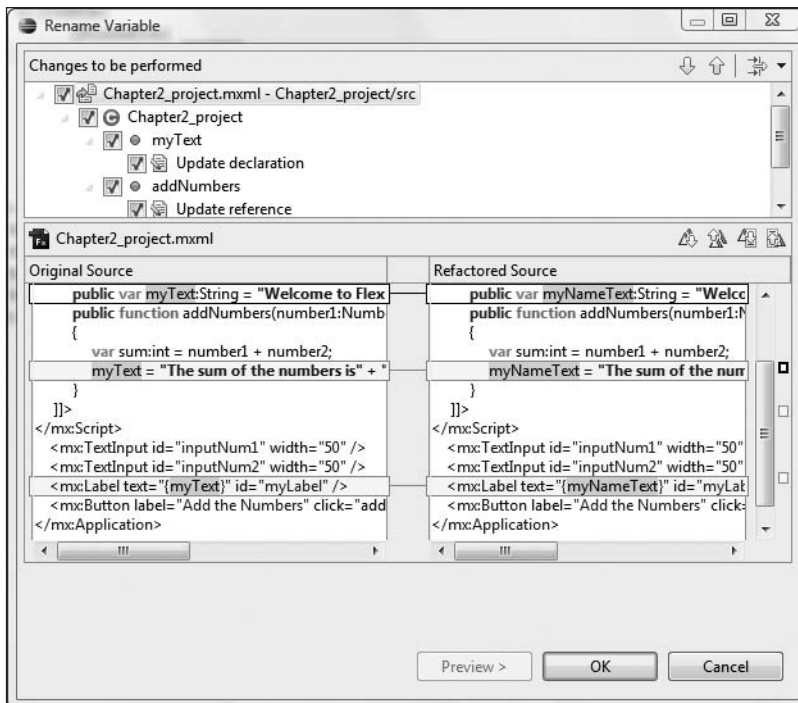 Rename Variable
Changes to be performed
Chapter2_project.mxml - Chapter2_project/src
Chapter2_project
myText
Update declaration
addNumbers
Update reference
Fx Chapter2_project.mxml
Original Source
public var myText:String = "Welcome to Flex
public function addNumbers(number1:Numb
{
var sum:int = number1 + number2;
myText = "The sum of the numbers is" + "
}
]]>
</mx:Script>
<mx:TextInput id="inputNum1" width="50" />
<mx:TextInput id="inputNum2" width="50" />
<mx:Label text="{myText}" id="myLabel" />
<mx:Button label="Add the Numbers" click="add
</mx:Application>
Refactored Source
public var myNameText:String = "Welc
public function addNumbers(number1:N
{
var sum:int = number1 + number2;
myNameText = "The sum of the num
}
]]>
</mx:Script>
<mx:TextInput id="inputNum1" width="50"
<mx:TextInput id="inputNum2" width="50"
<mx:Label text="{myNameText}" id="myLab
<mx:Button label="Add the Numbers" click=
</mx:Application>
Preview >
OK
Cancel